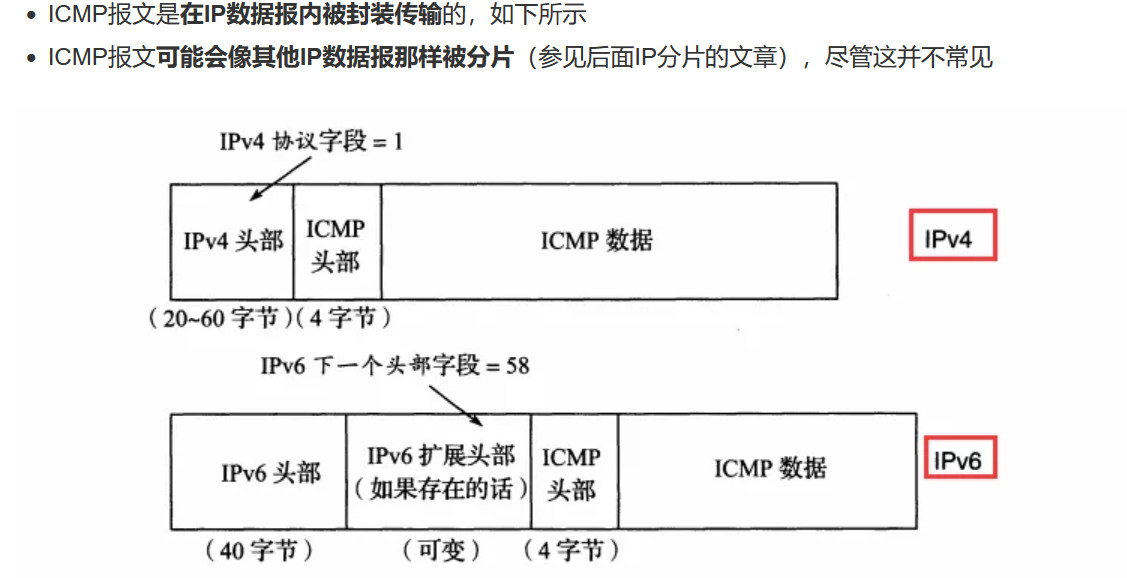 ICMP报文是在IP数据报内被封装传输的，如下所示
ICMP报文可能会像其他IP数据报那样被分片（参见后面IP分片的文章），尽管这并不常见
IPv4 协议字段 = 1
IPv4 头部
ICMP
头部
ICMP 数据
IPv4
（20~60 字节）（4 字节）
IPv6 下一个头部字段 = 58
IPv6 头部
IPv6 扩展头部
（如果存在的话）
ICMP
头部
ICMP 数据
IPv6
（40 字节）
（可变）
（4 字节）